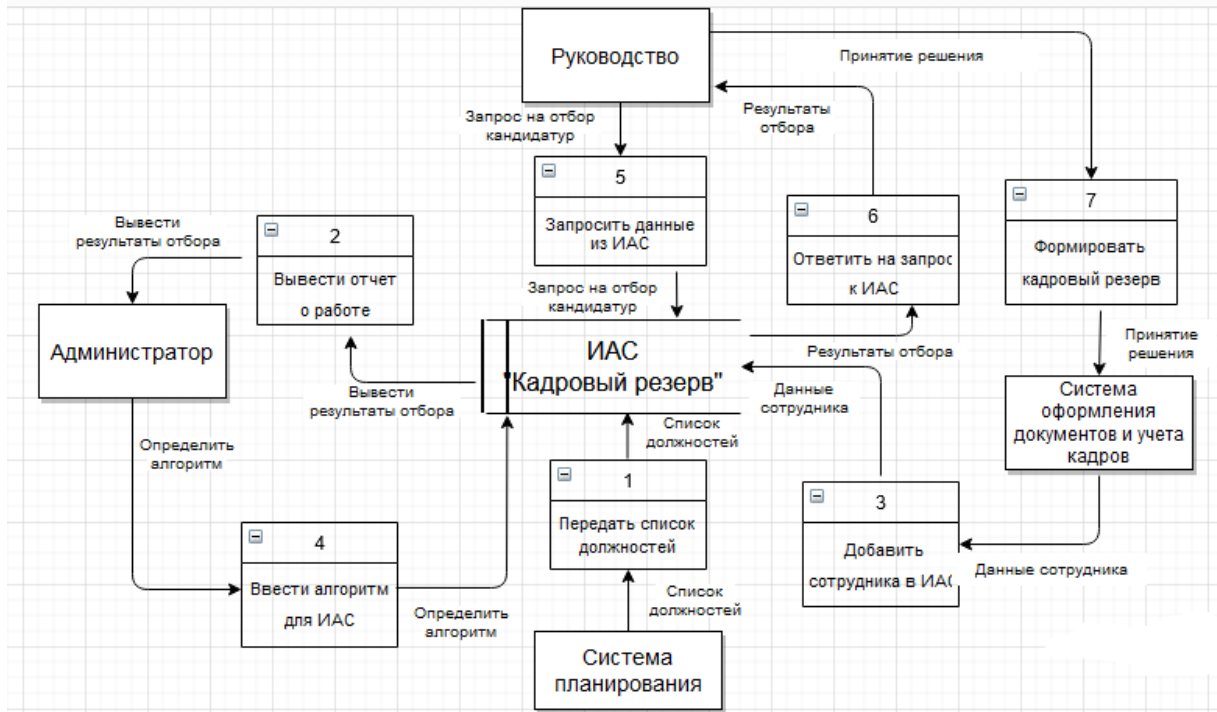 Руководство
Принятие решения
Запрос на отбор
кандидатур
Результаты
отбора
5
Запросить данные
из ИАС
6
Ответить на запрос
к ИАС
7
Формировать
кадровый резерв
Вывести
результаты отбора
2
Вывести отчет
о работе
Запрос на отбор
кандидатур
Администратор
ИАС
"Кадровый резерв"
Результаты отбора
Принятие
решения
Вывести
результаты отбора
Данные
сотрудника
Система
оформления
документов и учета
кадров
Список
должностей
Определить
алгоритм
1
Передать список
должностей
3
Добавить
сотрудника в ИАС
Данные сотрудника
4
Ввести алгоритм
для ИАС
Определить
алгоритм
Список
должностей
Система
планирования